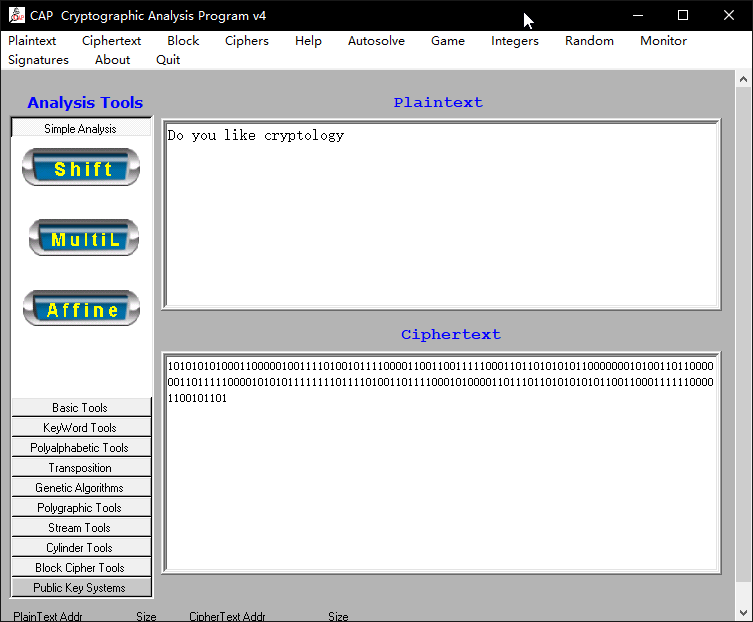 CAP Cryptographic Analysis Program v4
Plaintext Ciphertext Block Ciphers Help Autosolve Game Integers Random Monitor
Signatures About Quit
Analysis Tools
Simple Analysis
Shift
MultiL
Affine
Basic Tools
KeyWord Tools
Polyalphabetic Tools
Transposition
Genetic Algorithms
Polygraphic Tools
Stream Tools
Cylinder Tools
Block Cipher Tools
Public Key Systems
Plaintext
Do you like cryptology
Ciphertext
1100101101
PlainText Addr Size CipherText Addr Size